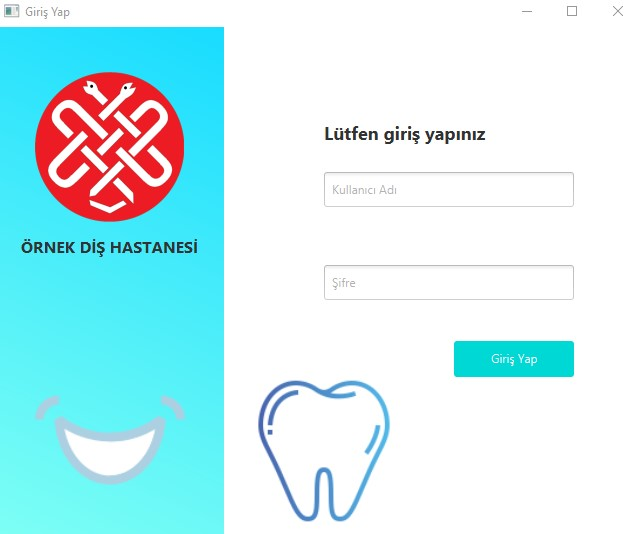 Giriş Yap
ÖRNEK DİŞ HASTANESİ
Lütfen giriş yapınız
Kullanıcı Adı
Şifre
Giriş Yap